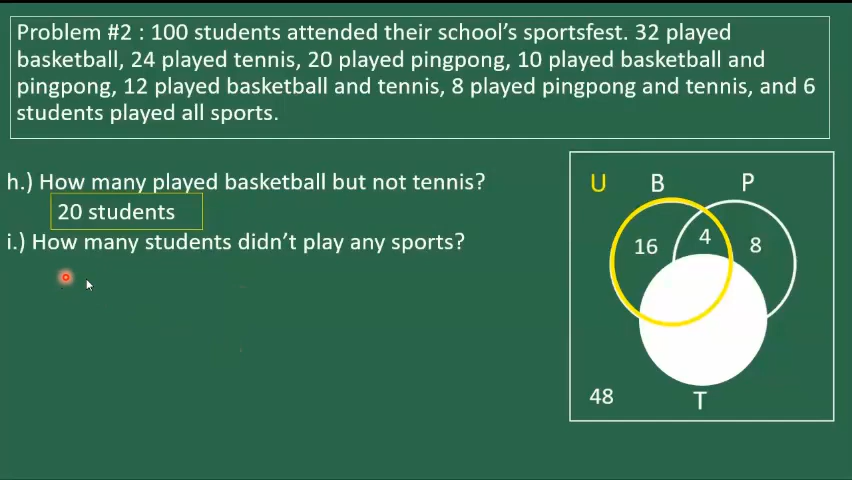 Problem #2 : 100 students attended their school's sportsfest. 32 played
basketball, 24 played tennis, 20 played pingpong, 10 played basketball and
pingpong, 12 played basketball and tennis, 8 played pingpong and tennis, and 6
students played all sports.
h.) How many played basketball but not tennis?
20 students
i.) How many students didn't play any sports?
U B P
16 4 8
48 T